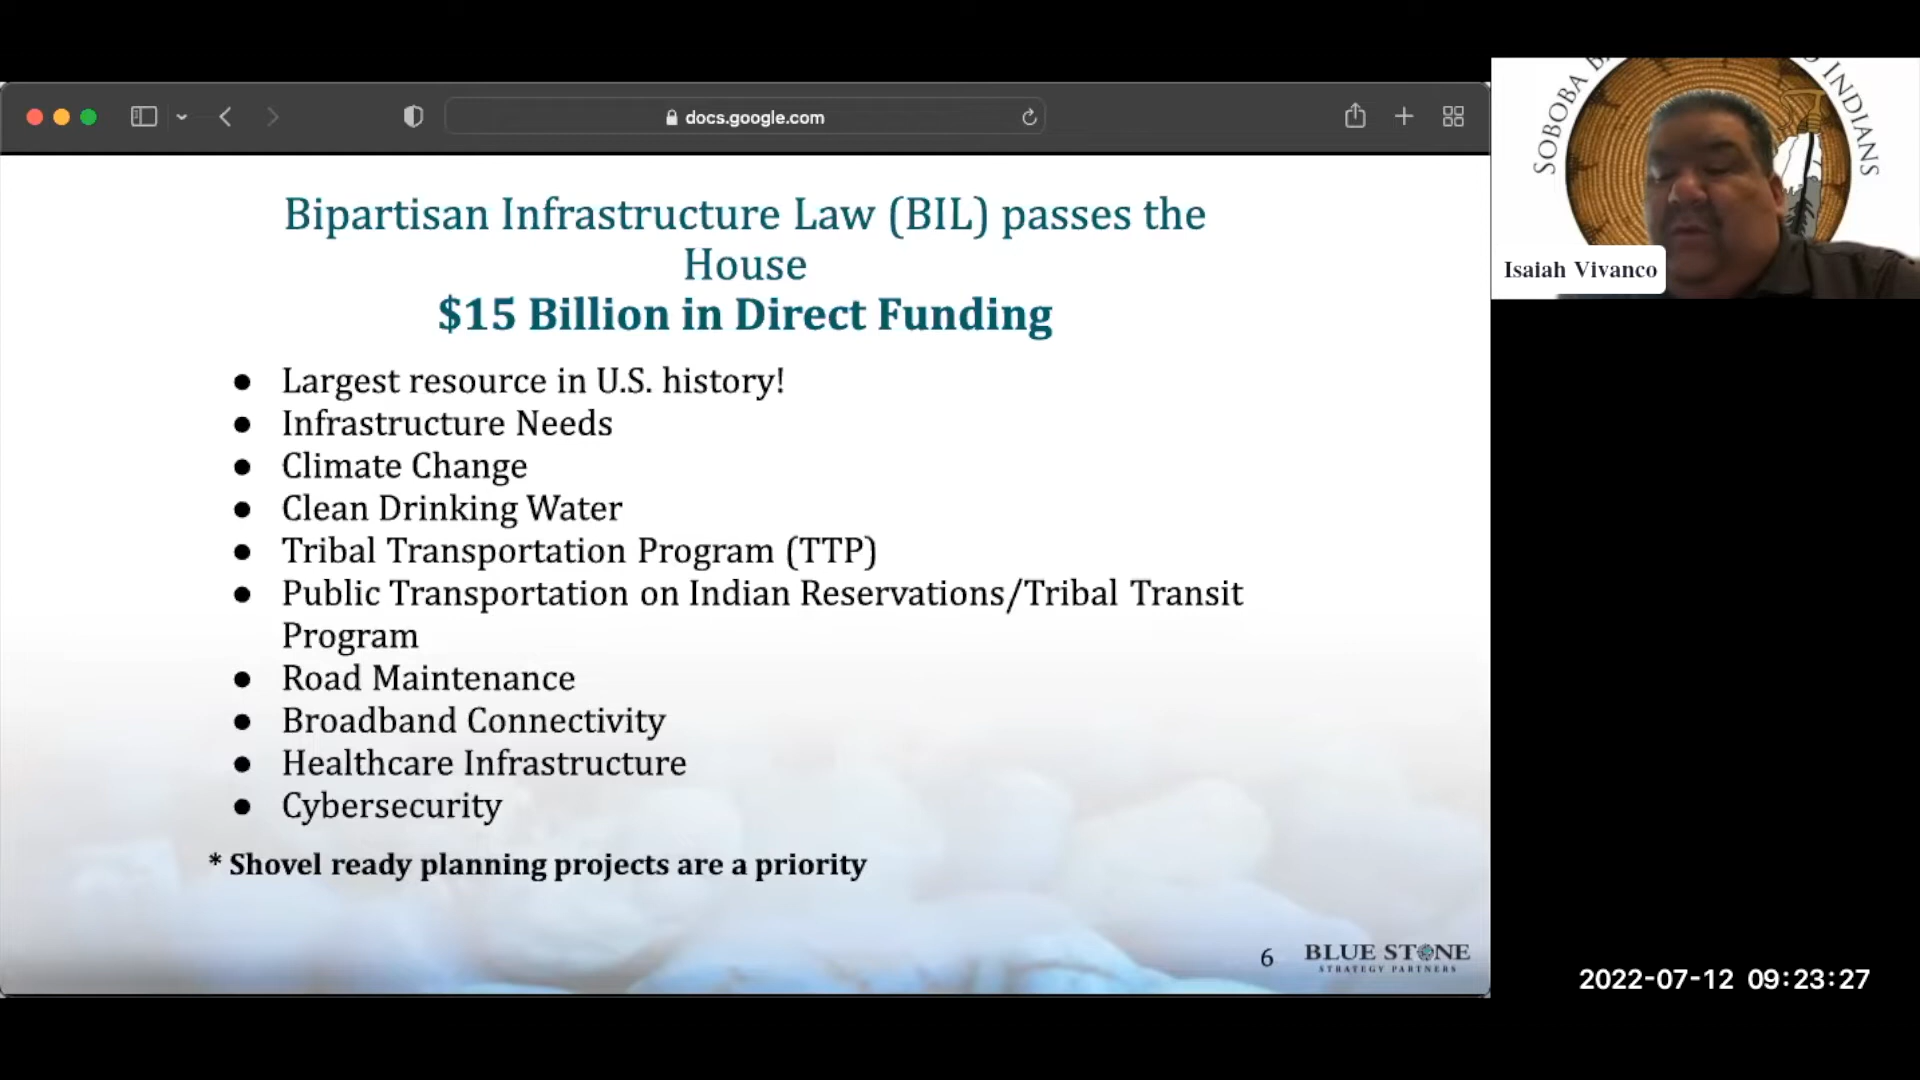 docs.google.com
Bipartisan Infrastructure Law (BIL) passes the
House
$15 Billion in Direct Funding
● Largest resource in U.S. history!
● Infrastructure Needs
● Climate Change
● Clean Drinking Water
● Tribal Transportation Program (TTP)
● Public Transportation on Indian Reservations/Tribal Transit
Program
● Road Maintenance
● Broadband Connectivity
● Healthcare Infrastructure
● Cybersecurity
* Shovel ready planning projects are a priority
6
BLUE STONE
STRATEGY PARTNERS
SOBOBA
INDIANS
Isaiah Vivanco
2022-07-12 09:23:27